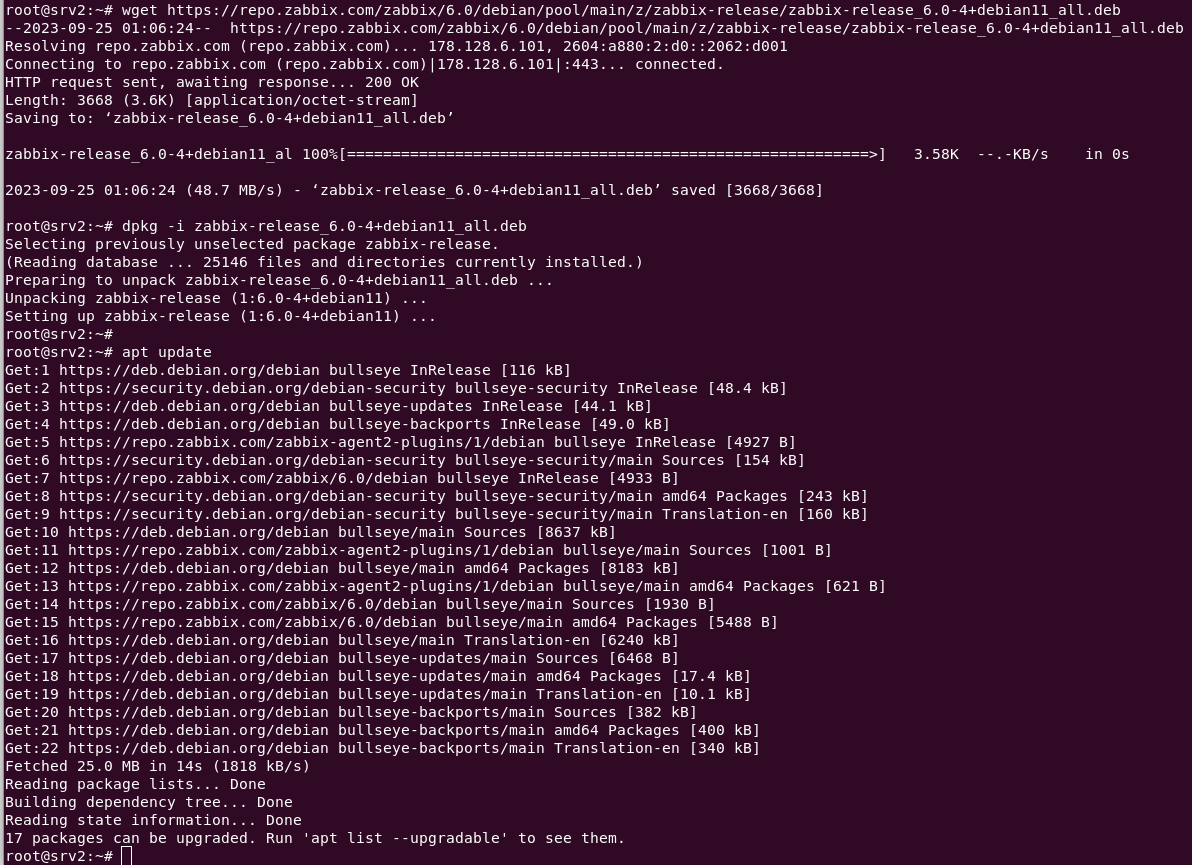 root@srv2:~# wget https://repo.zabbix.com/zabbix/6.0/debian/pool/main/z/zabbix-release/zabbix-release_6.0-4+debian11_all.deb
--2023-09-25 01:06:24--  https://repo.zabbix.com/zabbix/6.0/debian/pool/main/z/zabbix-release/zabbix-release_6.0-4+debian11_all.deb
Resolving repo.zabbix.com (repo.zabbix.com)... 178.128.6.101, 2604:a880:2:d0::2062:d001
Connecting to repo.zabbix.com (repo.zabbix.com)|178.128.6.101|:443... connected.
HTTP request sent, awaiting response... 200 OK
Length: 3668 (3.6K) [application/octet-stream]
Saving to: ‘zabbix-release_6.0-4+debian11_all.deb’

zabbix-release_6.0-4+debian11_al 100%[==========================================================>]   3.58K  --.-KB/s    in 0s

2023-09-25 01:06:24 (48.7 MB/s) - ‘zabbix-release_6.0-4+debian11_all.deb’ saved [3668/3668]

root@srv2:~# dpkg -i zabbix-release_6.0-4+debian11_all.deb
Selecting previously unselected package zabbix-release.
(Reading database ... 25146 files and directories currently installed.)
Preparing to unpack zabbix-release_6.0-4+debian11_all.deb ...
Unpacking zabbix-release (1:6.0-4+debian11) ...
Setting up zabbix-release (1:6.0-4+debian11) ...
root@srv2:~#
root@srv2:~# apt update
Get:1 https://deb.debian.org/debian bullseye InRelease [116 kB]
Get:2 https://security.debian.org/debian-security bullseye-security InRelease [48.4 kB]
Get:3 https://deb.debian.org/debian bullseye-updates InRelease [44.1 kB]
Get:4 https://deb.debian.org/debian bullseye-backports InRelease [49.0 kB]
Get:5 https://repo.zabbix.com/zabbix-agent2-plugins/1/debian bullseye InRelease [4927 B]
Get:6 https://security.debian.org/debian-security bullseye-security/main Sources [154 kB]
Get:7 https://repo.zabbix.com/zabbix/6.0/debian bullseye InRelease [4933 B]
Get:8 https://security.debian.org/debian-security bullseye-security/main amd64 Packages [243 kB]
Get:9 https://security.debian.org/debian-security bullseye-security/main Translation-en [160 kB]
Get:10 https://deb.debian.org/debian bullseye/main Sources [8637 kB]
Get:11 https://repo.zabbix.com/zabbix-agent2-plugins/1/debian bullseye/main Sources [1001 B]
Get:12 https://deb.debian.org/debian bullseye/main amd64 Packages [8183 kB]
Get:13 https://repo.zabbix.com/zabbix-agent2-plugins/1/debian bullseye/main amd64 Packages [621 B]
Get:14 https://repo.zabbix.com/zabbix/6.0/debian bullseye/main Sources [1930 B]
Get:15 https://repo.zabbix.com/zabbix/6.0/debian bullseye/main amd64 Packages [5488 B]
Get:16 https://deb.debian.org/debian bullseye/main Translation-en [6240 kB]
Get:17 https://deb.debian.org/debian bullseye-updates/main Sources [6468 B]
Get:18 https://deb.debian.org/debian bullseye-updates/main amd64 Packages [17.4 kB]
Get:19 https://deb.debian.org/debian bullseye-updates/main Translation-en [10.1 kB]
Get:20 https://deb.debian.org/debian bullseye-backports/main Sources [382 kB]
Get:21 https://deb.debian.org/debian bullseye-backports/main amd64 Packages [400 kB]
Get:22 https://deb.debian.org/debian bullseye-backports/main Translation-en [340 kB]
Fetched 25.0 MB in 14s (1818 kB/s)
Reading package lists... Done
Building dependency tree... Done
Reading state information... Done
17 packages can be upgraded. Run 'apt list --upgradable' to see them.
root@srv2:~#